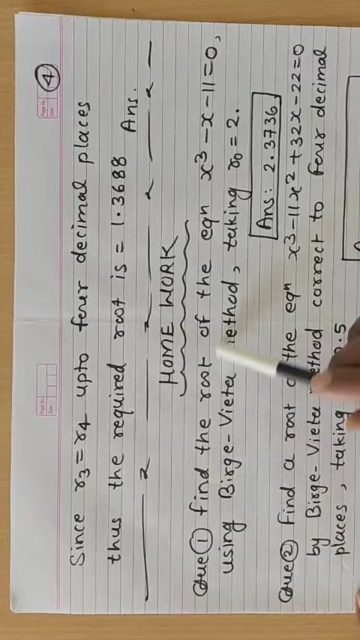 ④
Since r3 = r4 upto four decimal places
thus the required root is = 1.3688 Ans.
HOME WORK
Que① Find the root of the eqn x³ - x - 11 = 0,
using Birge-Vieta method, taking r0 = 2.
Ans: 2.3736
Que② Find a root of the eqⁿ x³ - 11x² + 32x - 22 = 0
by Birge-Vieta method correct to four decimal
places, taking .5